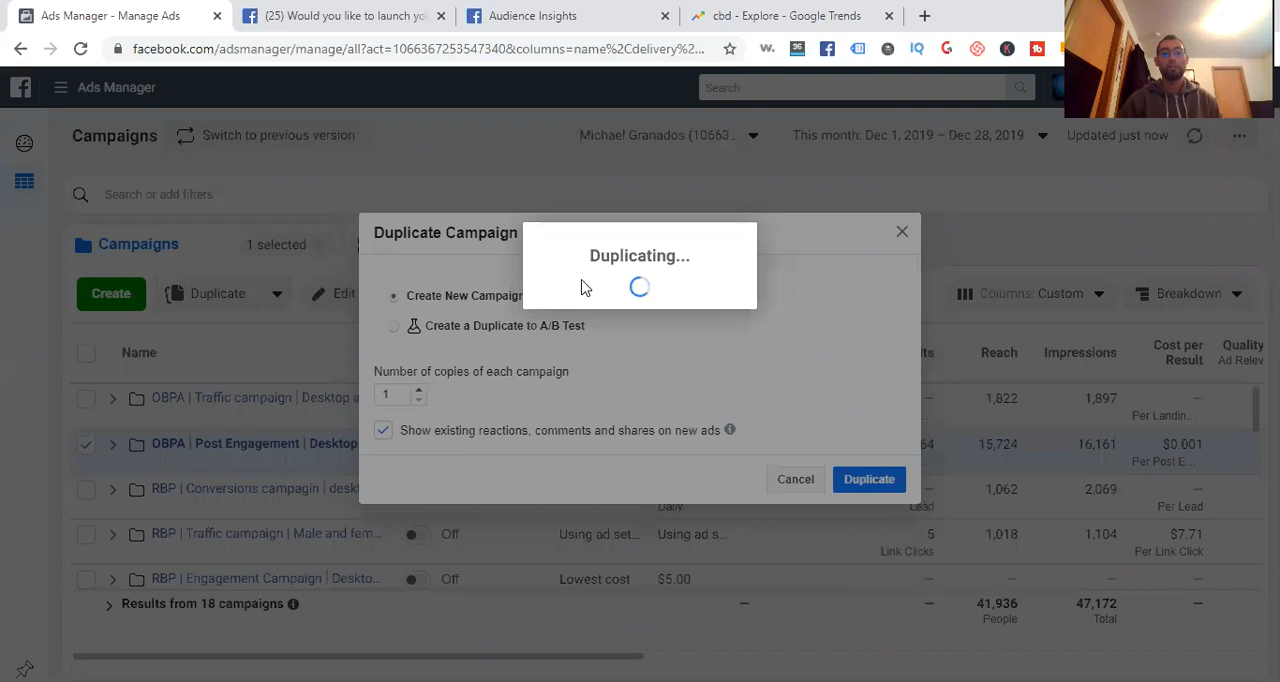 Ads Manager - Manage Ads
(25) Would you like to launch yo
Audience Insights
cbd - Explore - Google Trends
facebook.com/adsmanager/manage/all?act=1066367253547340&columns=name%2Cdelivery%2...
Ads Manager
Search
Campaigns
Switch to previous version
Michael Granados (10663...
This month: Dec 1, 2019 – Dec 28, 2019
Updated just now
Search or add filters
Campaigns
1 selected
Duplicate Campaign
Duplicating...
Create
Duplicate
Edit
Create New Campaign
Columns: Custom
Breakdown
Create a Duplicate to A/B Test
Name
Reach
Impressions
Cost per
Result
Quality
Ad Relev
Number of copies of each campaign
1
OBPA | Traffic campaign | Desktop a
1,822
1,897
—
Per Landin...
Show existing reactions, comments and shares on new ads
OBPA | Post Engagement | Desktop
64
15,724
16,161
$0.001
Per Post E...
Cancel
Duplicate
RBP | Conversions campagin | desk
Daily
—
Lead
1,062
2,069
—
Per Lead
RBP | Traffic campaign | Male and fem...
Off
Using ad set...
Using ad s...
5
Link Clicks
1,018
1,104
$7.71
Per Link Click
RBP | Engagement Campaign | Deskto...
Off
Lowest cost
$5.00
—
—
—
—
Results from 18 campaigns
—
—
41,936
People
47,172
Total
—